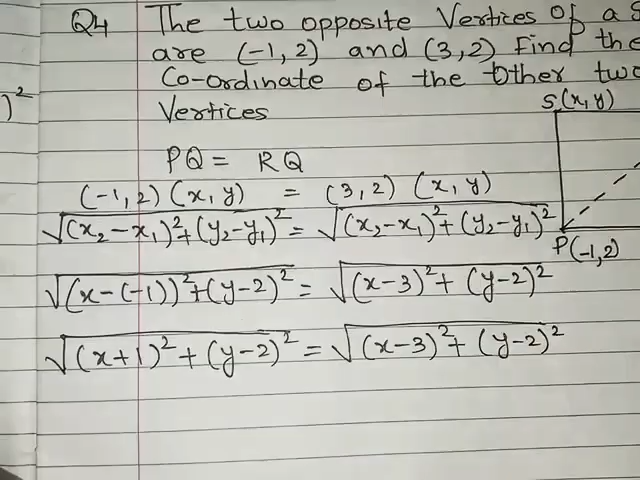 Q4 The two opposite Vertices of a S
are (-1, 2) and (3, 2) Find the
Co-ordinate of the Other two
Vertices
)²
S(x, y)
PQ = RQ
(-1, 2) (x, y) = (3, 2) (x, y)
√(x₂-x₁)²+(y₂-y₁)² = √(x₂-x₁)²+(y₂-y₁)²
P(-1,2)
√(x-(-1))²+(y-2)² = √(x-3)²+(y-2)²
√(x+1)²+(y-2)² = √(x-3)²+(y-2)²